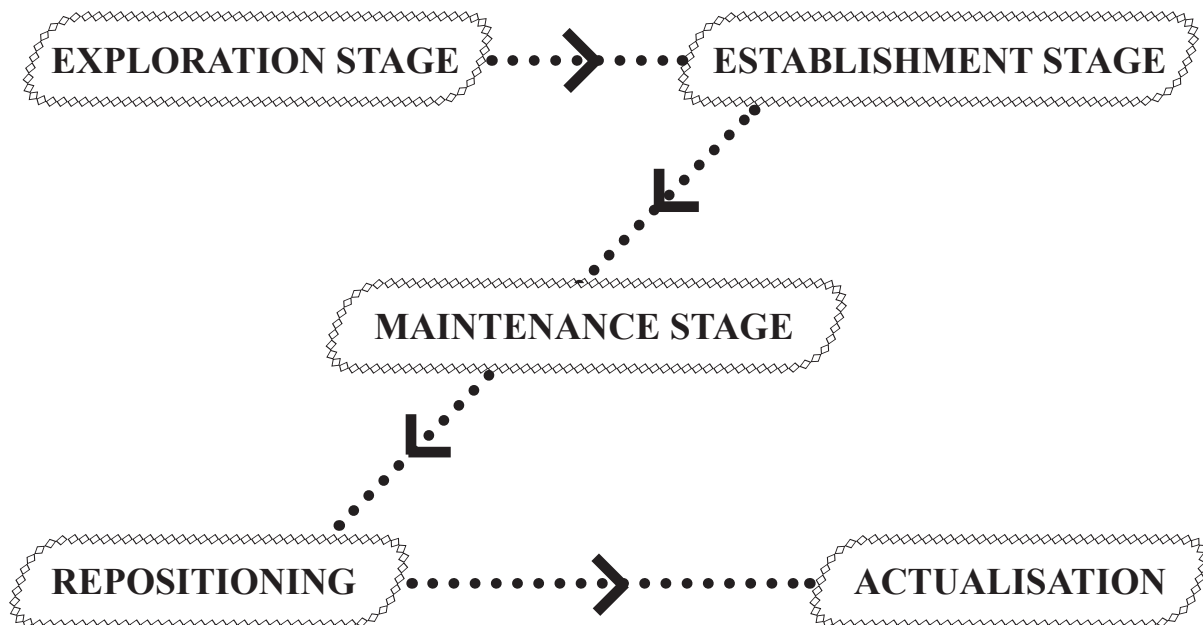 EXPLORATION STAGE
ESTABLISHMENT STAGE
MAINTENANCE STAGE
REPOSITIONING
ACTUALISATION